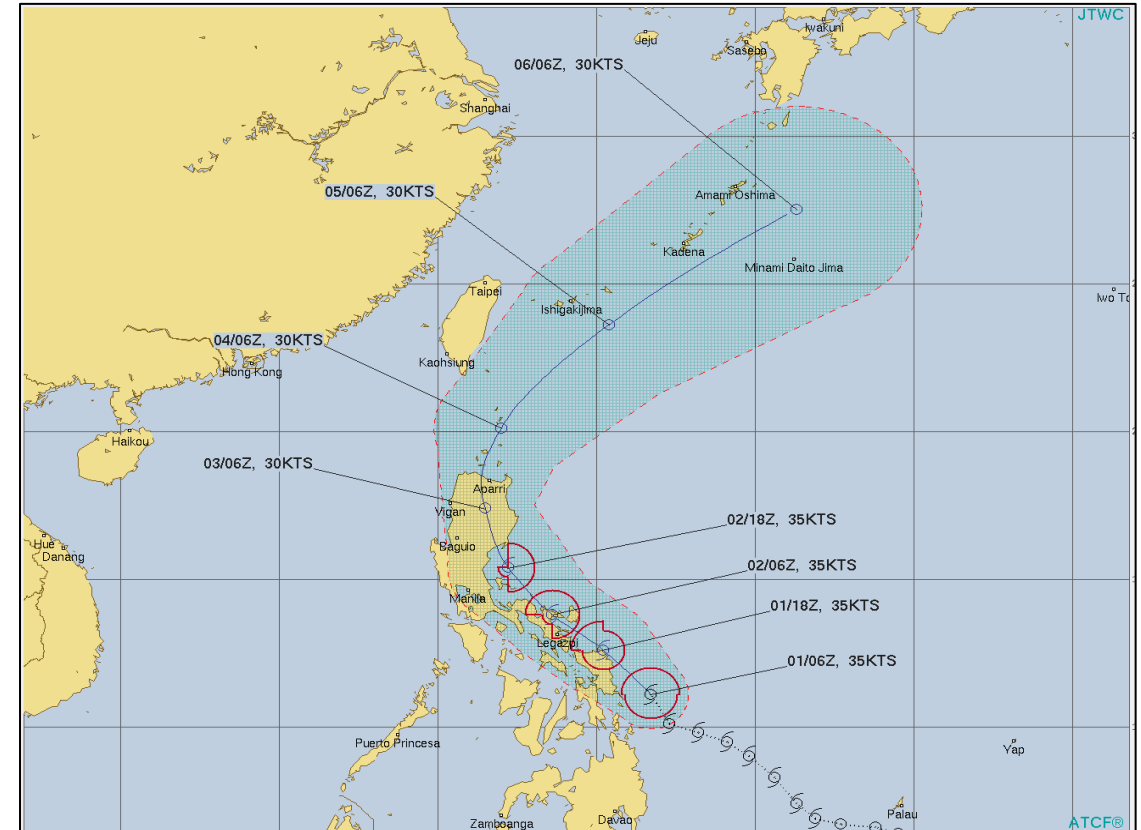 JTWC
Iwakuni
Jeju
Sasebo
06/06Z, 30KTS
Shanghai
05/06Z, 30KTS
Amami Oshima
Kadena
Minami Daito Jima
Taipei
Iwo To
Ishigakijima
04/06Z, 30KTS
Kaohsiung
Hong Kong
Haikou
03/06Z, 30KTS
Aparri
Vigan
02/18Z, 35KTS
Hue
Baguio
Danang
02/06Z, 35KTS
Manila
01/18Z, 35KTS
Legazpi
01/06Z, 35KTS
Puerto Princesa
Yap
Palau
Zamboanga
Davao
ATCF®